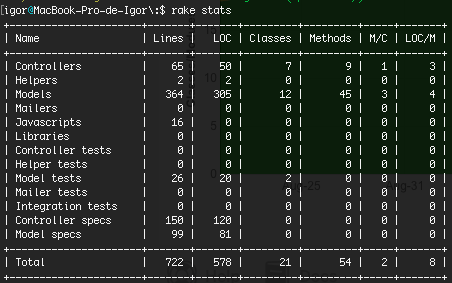 [igor@MacBook-Pro-de-Igor\:$ rake stats
+----------------------+-------+-------+---------+---------+-----+-------+
| Name | Lines | LOC | Classes | Methods | M/C | LOC/M |
+----------------------+-------+-------+---------+---------+-----+-------+
| Controllers | 65 | 50 | 7 | 9 | 1 | 3 |
| Helpers | 2 | 2 | 0 | 0 | 0 | 0 |
| Models | 364 | 305 | 12 | 45 | 3 | 4 |
| Mailers | 0 | 0 | 0 | 0 | 0 | 0 |
| Javascripts | 16 | 0 | 0 | 0 | 0 | 0 |
| Libraries | 0 | 0 | 0 | 0 | 0 | 0 |
| Controller tests | 0 | 0 | 0 | 0 | 0 | 0 |
| Helper tests | 0 | 0 | 0 | 0 | 0 | 0 |
| Model tests | 26 | 20 | 2 | 0 | 0 | 0 |
| Mailer tests | 0 | 0 | 0 | 0 | 0 | 0 |
| Integration tests | 0 | 0 | 0 | 0 | 0 | 0 |
| Controller specs | 150 | 120 | 0 | 0 | 0 | 0 |
| Model specs | 99 | 81 | 0 | 0 | 0 | 0 |
+----------------------+-------+-------+---------+---------+-----+-------+
| Total | 722 | 578 | 21 | 54 | 2 | 8 |
+----------------------+-------+-------+---------+---------+-----+-------+